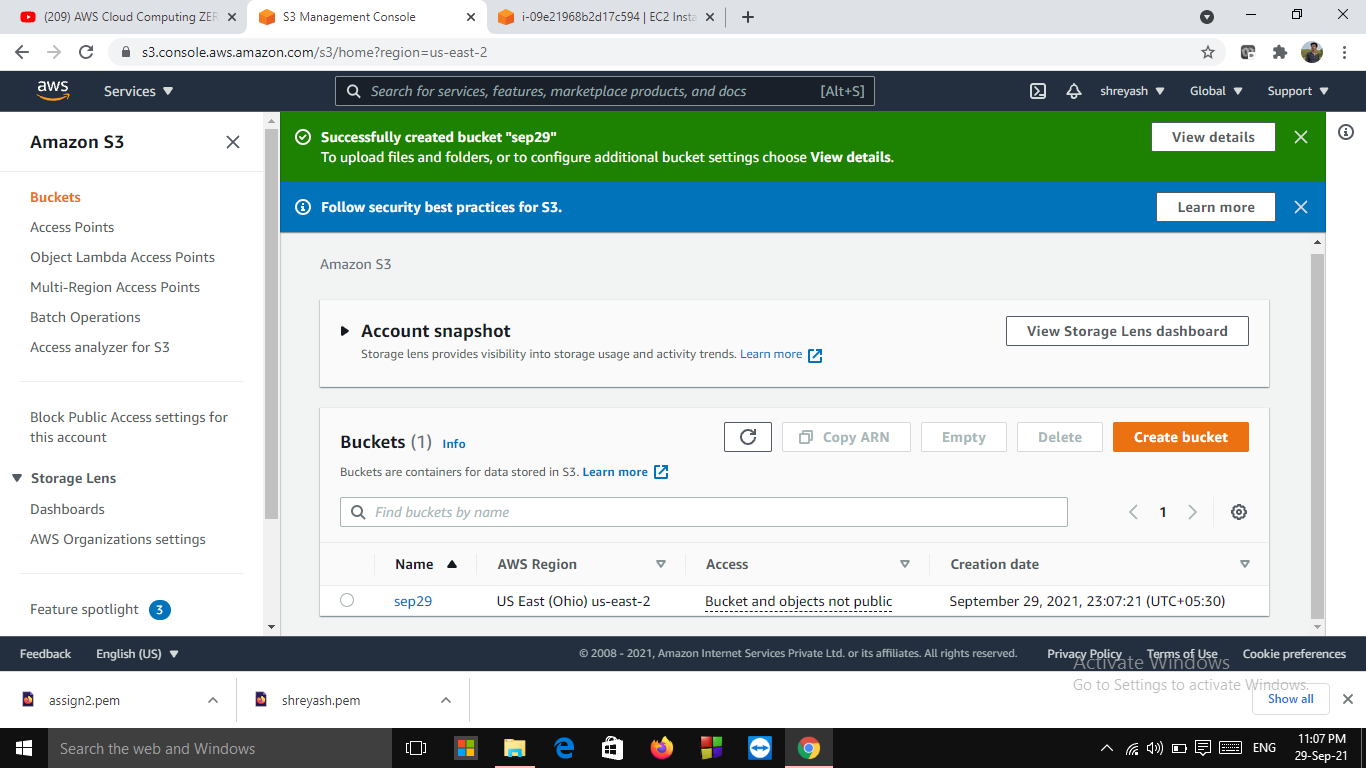 (209) AWS Cloud Computing ZER
S3 Management Console
i-09e21968b2d17c594 | EC2 Insta
s3.console.aws.amazon.com/s3/home?region=us-east-2
aws
Services
Search for services, features, marketplace products, and docs [Alt+S]
shreyash
Global
Support
Amazon S3
Buckets
Access Points
Object Lambda Access Points
Multi-Region Access Points
Batch Operations
Access analyzer for S3
Block Public Access settings for
this account
Storage Lens
Dashboards
AWS Organizations settings
Feature spotlight 3
Successfully created bucket "sep29"
To upload files and folders, or to configure additional bucket settings choose View details.
View details
Follow security best practices for S3.
Learn more
Amazon S3
Account snapshot
Storage lens provides visibility into storage usage and activity trends. Learn more
View Storage Lens dashboard
Buckets (1) Info
Buckets are containers for data stored in S3. Learn more
Copy ARN
Empty
Delete
Create bucket
Find buckets by name
1
Name AWS Region Access Creation date
sep29 US East (Ohio) us-east-2 Bucket and objects not public September 29, 2021, 23:07:21 (UTC+05:30)
Feedback
English (US)
© 2008 - 2021, Amazon Internet Services Private Ltd. or its affiliates. All rights reserved.
Privacy Policy
Terms of Use
Cookie preferences
Activate Windows
Go to Settings to activate Windows.
assign2.pem
shreyash.pem
Show all
Search the web and Windows
ENG
11:07 PM
29-Sep-21